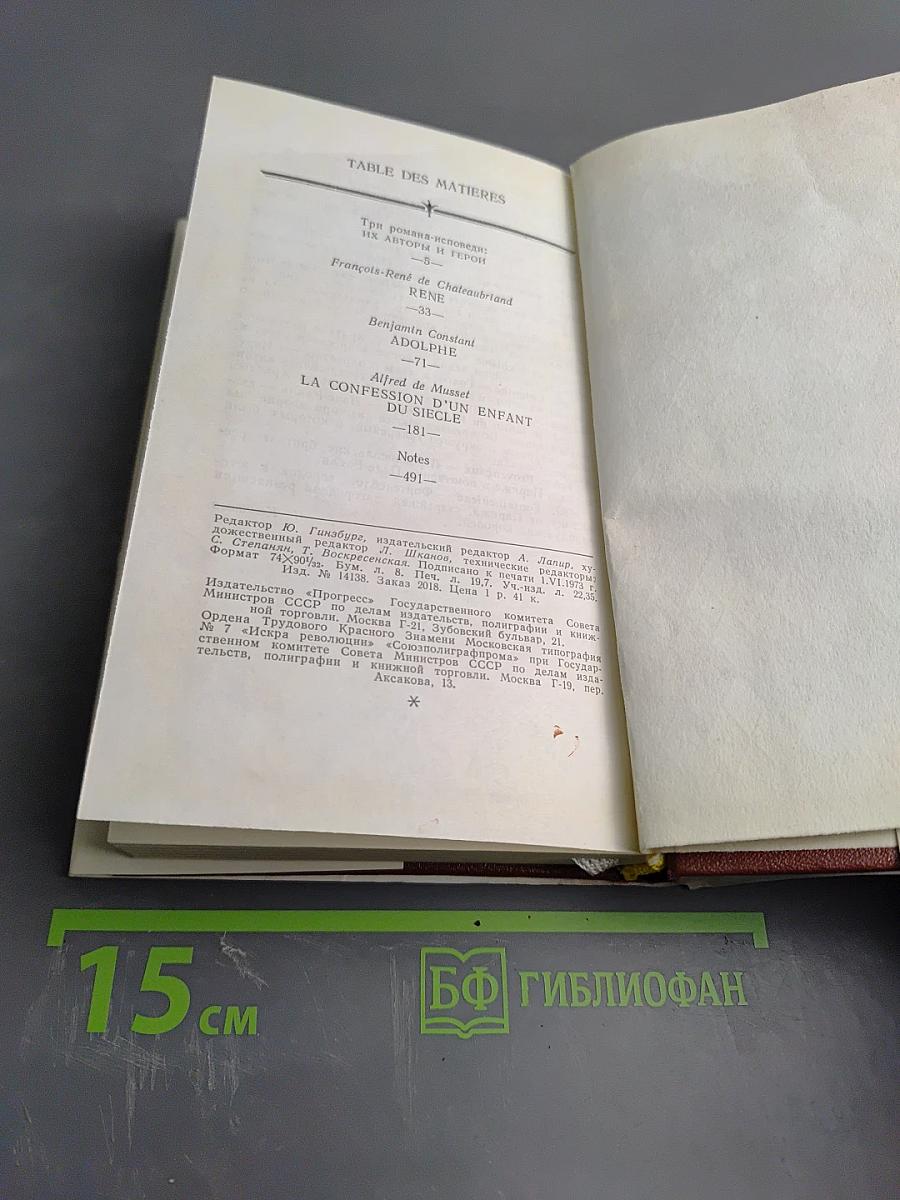 TABLE DES MATIERES
Три романа-исповеди:
ИХ АВТОРЫ И ГЕРОИ
—5—
François-René de Chateaubriand
RENE
—33—
Benjamin Constant
ADOLPHE
—71—
Alfred de Musset
LA CONFESSION D'UN ENFANT
DU SIECLE
—181—
Notes
—491—
Редактор Ю. Гинзбург, издательский редактор А. Лапир, ху-
дожественный редактор Л. Шканов, технические редакторы:
С. Степанян, Т. Воскресенская. Подписано к печати 1.VI.1973 г.
Формат 74×90 1/32. Бум. л. 8. Печ. л. 19,7. Уч.-изд. л. 22,35.
Изд. № 14138. Заказ 2018. Цена 1 р. 41 к.
Издательство «Прогресс» Государственного комитета Совета
Министров СССР по делам издательств, полиграфии и книж-
ной торговли. Москва Г-21, Зубовский бульвар, 21.
Ордена Трудового Красного Знамени Московская типография
№ 7 «Искра революции» «Союзполиграфпрома» при Государ-
ственном комитете Совета Министров СССР по делам изда-
тельств, полиграфии и книжной торговли. Москва Г-19, пер.
Аксакова, 13.
*
15 см
БФ ГИБЛИОФАН